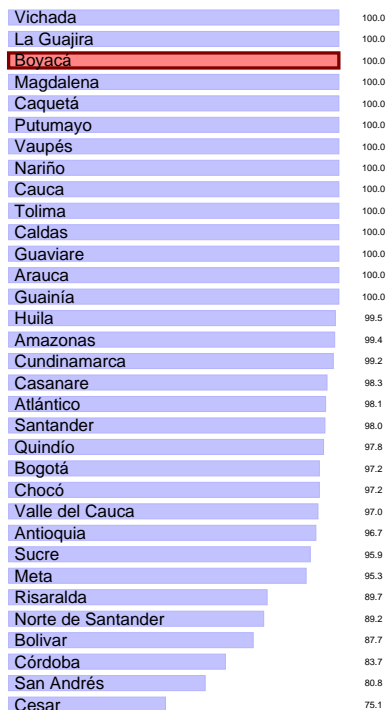 Vichada 100.0
La Guajira 100.0
Boyacá 100.0
Magdalena 100.0
Caquetá 100.0
Putumayo 100.0
Vaupés 100.0
Nariño 100.0
Cauca 100.0
Tolima 100.0
Caldas 100.0
Guaviare 100.0
Arauca 100.0
Guainía 100.0
Huila 99.5
Amazonas 99.4
Cundinamarca 99.2
Casanare 98.3
Atlántico 98.1
Santander 98.0
Quindío 97.8
Bogotá 97.2
Chocó 97.2
Valle del Cauca 97.0
Antioquia 96.7
Sucre 95.9
Meta 95.3
Risaralda 89.7
Norte de Santander 89.2
Bolivar 87.7
Córdoba 83.7
San Andrés 80.8
Cesar 75.1